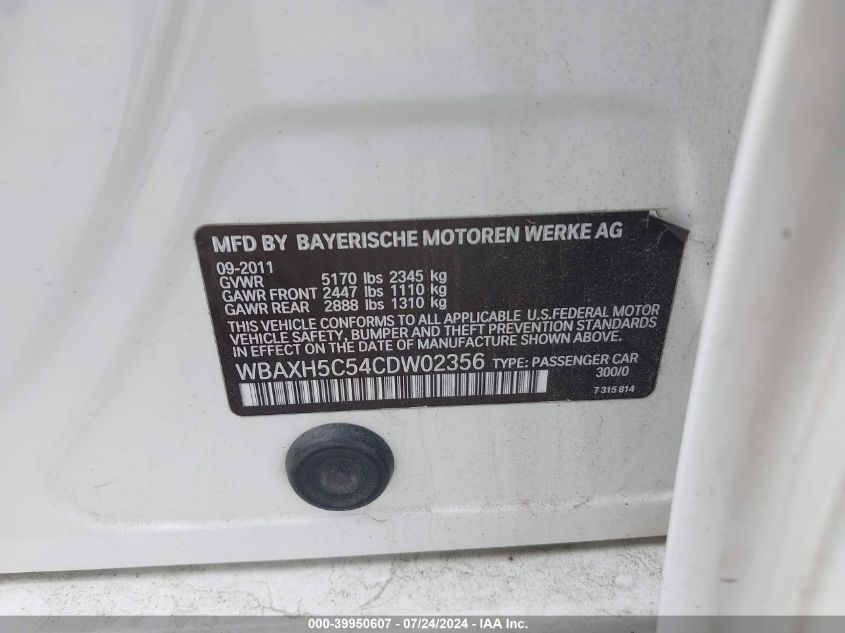 MFD BY BAYERISCHE MOTOREN WERKE AG
09-2011
GVWR 5170 lbs 2345 kg
GAWR FRONT 2447 lbs 1110 kg
GAWR REAR 2888 lbs 1310 kg
THIS VEHICLE CONFORMS TO ALL APPLICABLE U.S.FEDERAL MOTOR
VEHICLE SAFETY, BUMPER AND THEFT PREVENTION STANDARDS
IN EFFECT ON THE DATE OF MANUFACTURE SHOWN ABOVE.
WBAXH5C54CDW02356 TYPE: PASSENGER CAR
300/0
7 315 814
000-39950607 - 07/24/2024 - IAA Inc.